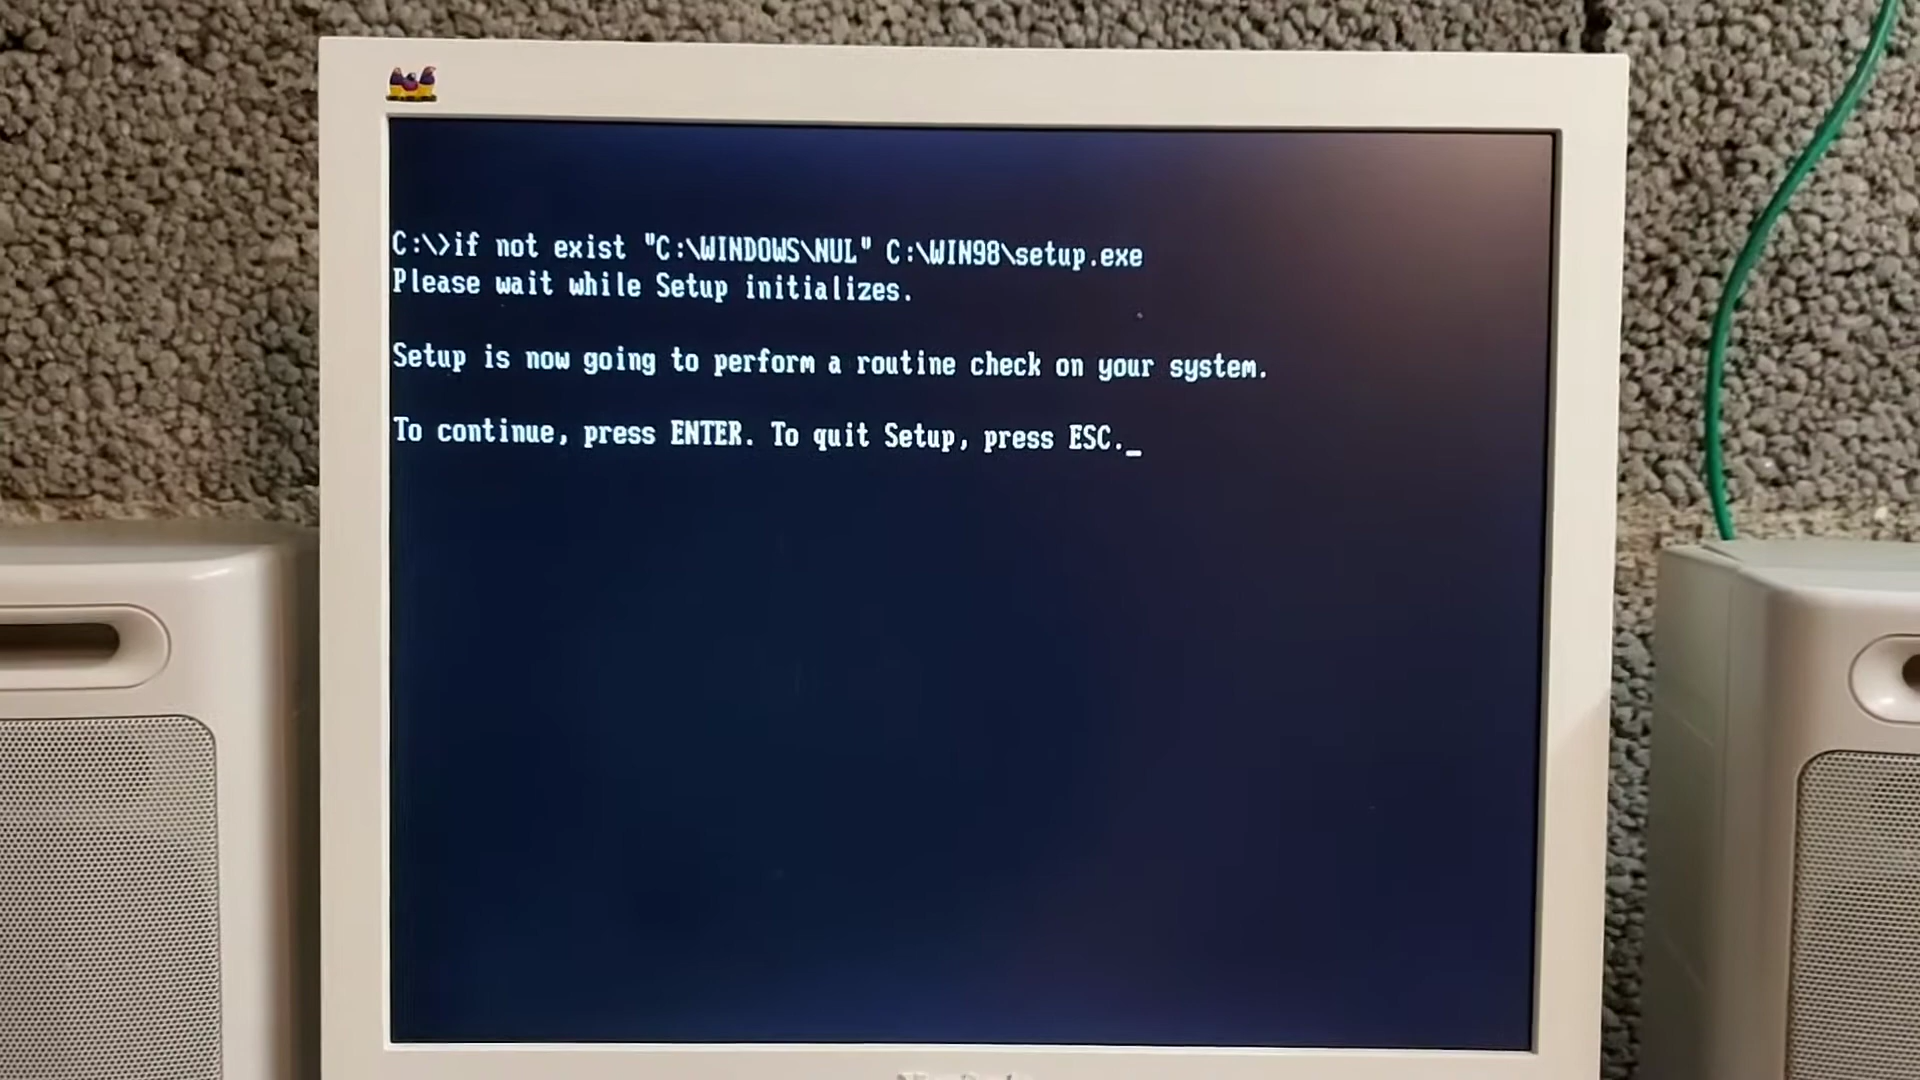 C:\>if not exist "C:\WINDOWS\NUL" C:\WIN98\setup.exe
Please wait while Setup initializes.
Setup is now going to perform a routine check on your system.
To continue, press ENTER. To quit Setup, press ESC._